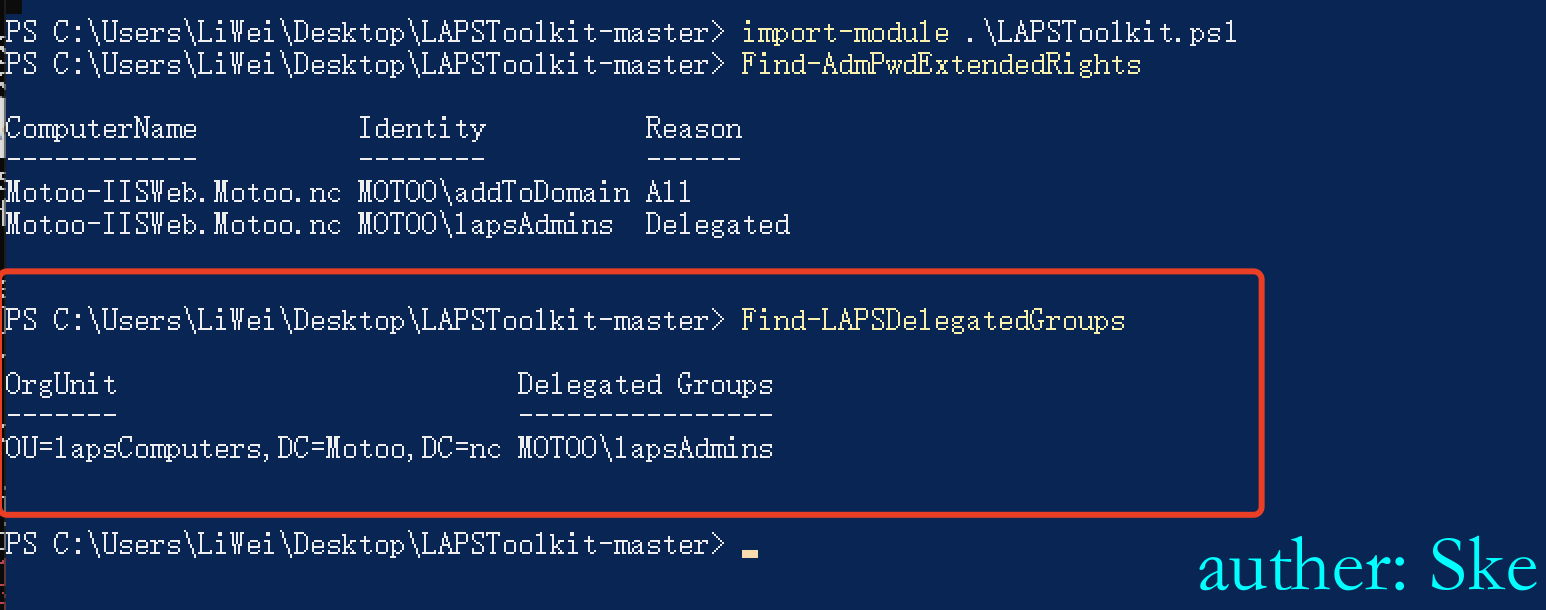 PS C:\Users\LiWei\Desktop\LAPSToolkit-master> import-module .\LAPSToolkit.ps1
PS C:\Users\LiWei\Desktop\LAPSToolkit-master> Find-AdmPwdExtendedRights
ComputerName Identity Reason
------------ -------- ------
Motoo-IISWeb.Motoo.nc MOTOO\addToDomain All
Motoo-IISWeb.Motoo.nc MOTOO\lapsAdmins Delegated
PS C:\Users\LiWei\Desktop\LAPSToolkit-master> Find-LAPSDelegatedGroups
OrgUnit Delegated Groups
------- ----------------
OU=lapsComputers,DC=Motoo,DC=nc MOTOO\lapsAdmins
PS C:\Users\LiWei\Desktop\LAPSToolkit-master>
auther: Ske